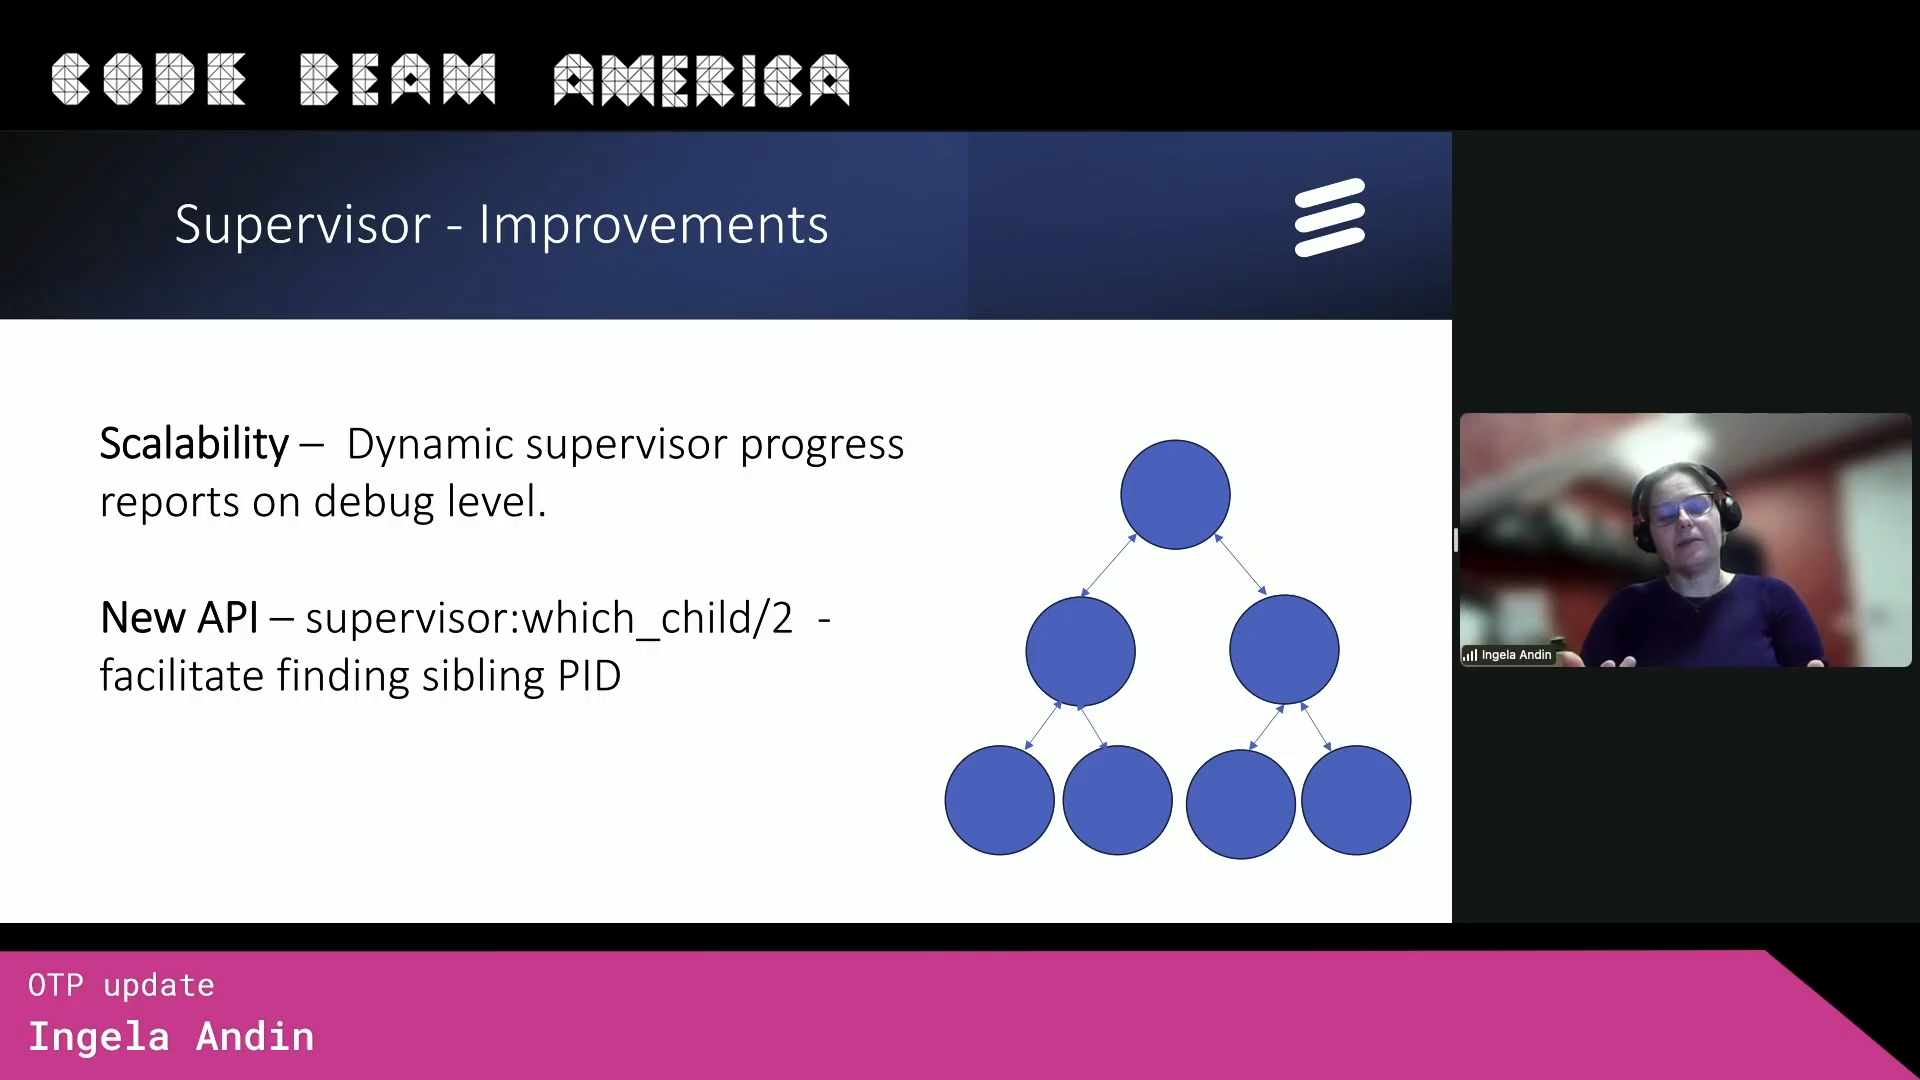 CODE BEAM AMERICA
Supervisor - Improvements
Scalability – Dynamic supervisor progress
reports on debug level.
New API – supervisor:which_child/2 -
facilitate finding sibling PID
Ingela Andin
OTP update
Ingela Andin